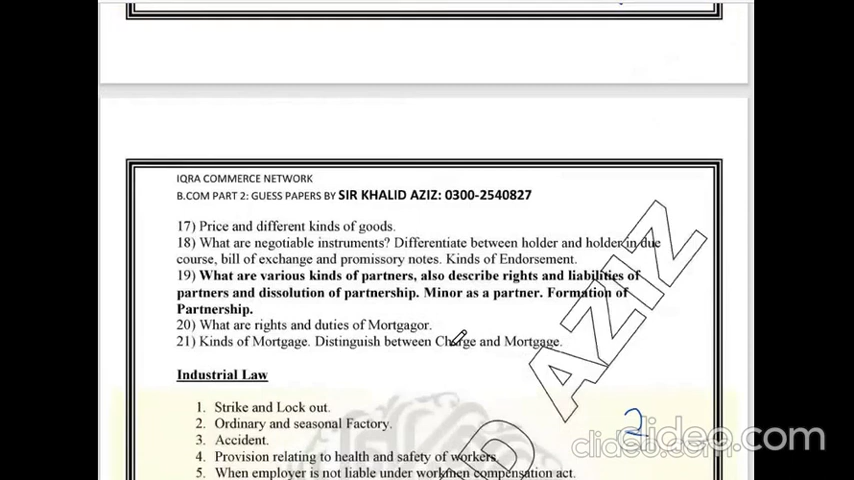 IQRA COMMERCE NETWORK
B.COM PART 2: GUESS PAPERS BY SIR KHALID AZIZ: 0300-2540827
17) Price and different kinds of goods.
18) What are negotiable instruments? Differentiate between holder and holder in due
course, bill of exchange and promissory notes. Kinds of Endorsement.
19) What are various kinds of partners, also describe rights and liabilities of
partners and dissolution of partnership. Minor as a partner. Formation of
Partnership.
20) What are rights and duties of Mortgagor.
21) Kinds of Mortgage. Distinguish between Charge and Mortgage.
Industrial Law
1. Strike and Lock out.
2. Ordinary and seasonal Factory.
3. Accident.
4. Provision relating to health and safety of workers.
5. When employer is not liable under workmen compensation act.
D AZIZ
2
clideo.com
clideo.com